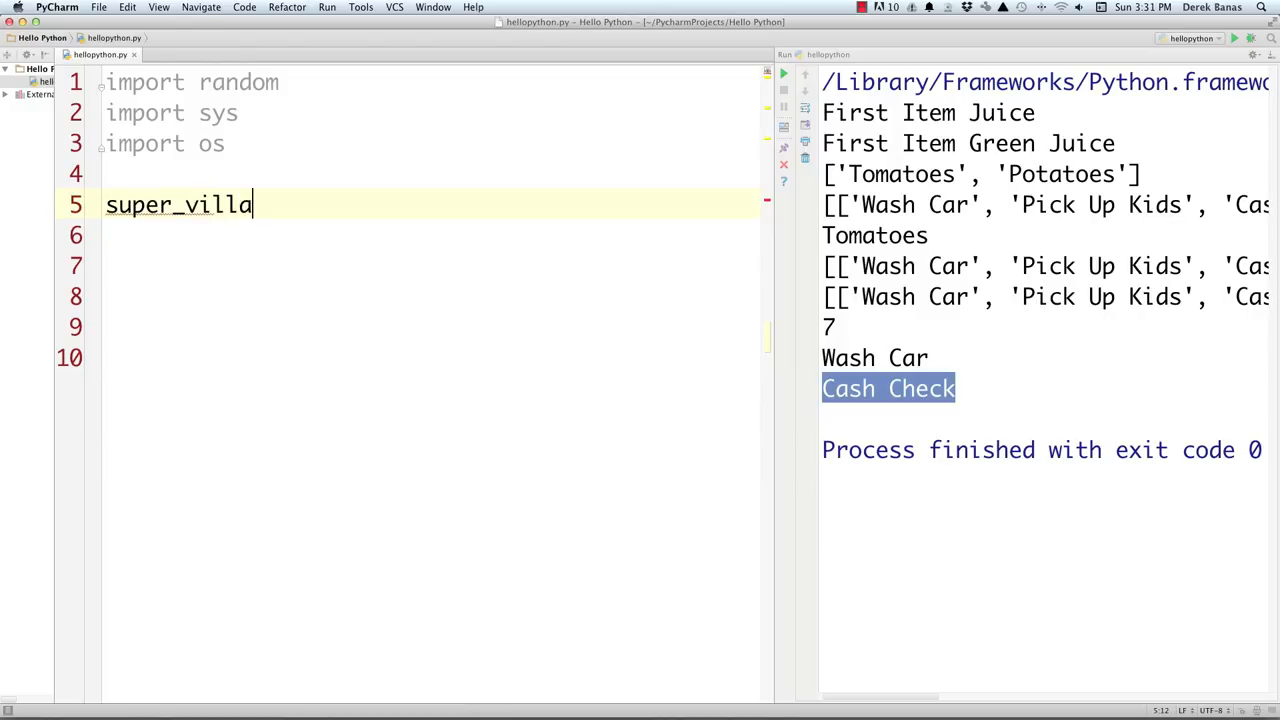 PyCharm File Edit View Navigate Code Refactor Run Tools VCS Window Help 10 Sun 3:31 PM Derek Banas
hellopython.py – Hello Python – [~/PycharmProjects/Hello Python]
Hello Python hellopython.py hellopython
hellopython.py Run hellopython
Hello P
hell
Externa
1 import random
2 import sys
3 import os
4
5 super_villa
6
7
8
9
10
/Library/Frameworks/Python.framewo
First Item Juice
First Item Green Juice
['Tomatoes', 'Potatoes']
[['Wash Car', 'Pick Up Kids', 'Cas
Tomatoes
[['Wash Car', 'Pick Up Kids', 'Cas
[['Wash Car', 'Pick Up Kids', 'Cas
7
Wash Car
Cash Check
Process finished with exit code 0
5:12 LF UTF-8